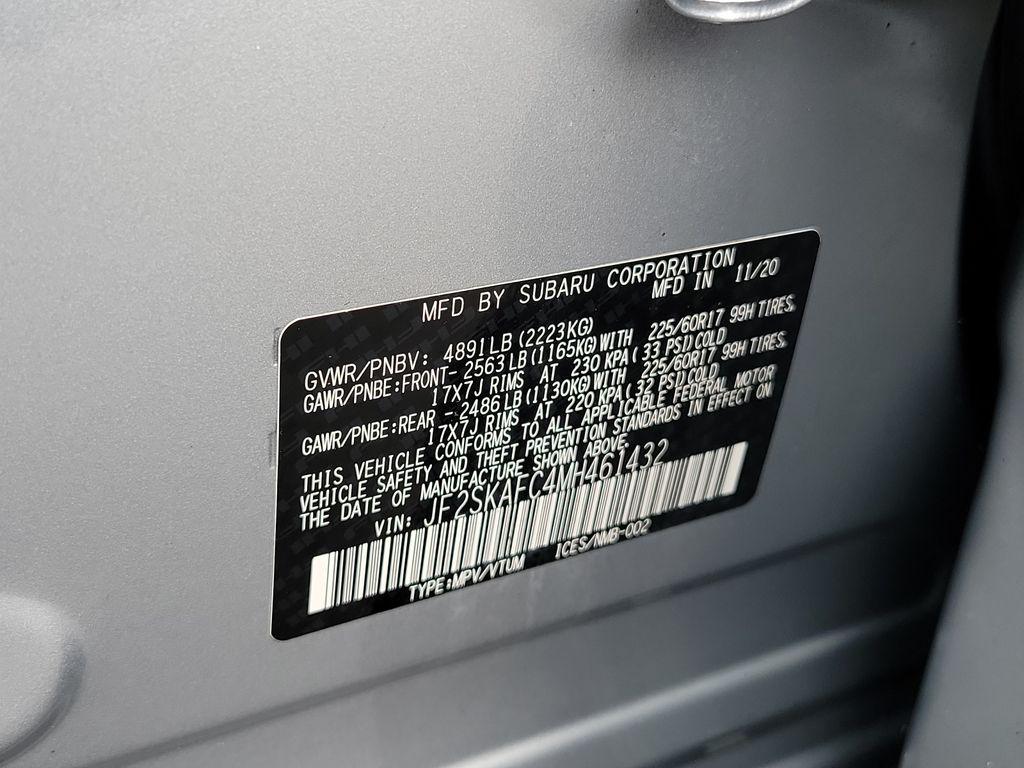 MFD BY SUBARU CORPORATION
MFD IN 11/20
GVWR/PNBV: 4891LB(2223KG)
GAWR/PNBE:FRONT- 2563LB(1165KG)WITH 225/60R17 99H TIRES,
17X7J RIMS AT 230 KPA( 33 PSI)COLD
GAWR/PNBE:REAR -2486LB(1130KG)WITH 225/60R17 99H TIRES,
17X7J RIMS AT 220 KPA( 32 PSI)COLD
THIS VEHICLE CONFORMS TO ALL APPLICABLE FEDERAL MOTOR
VEHICLE SAFETY AND THEFT PREVENTION STANDARDS IN EFFECT ON
THE DATE OF MANUFACTURE SHOWN ABOVE.
VIN: JF2SKAFC4MH461432
TYPE:MPV/VTUM ICES/NMB-002